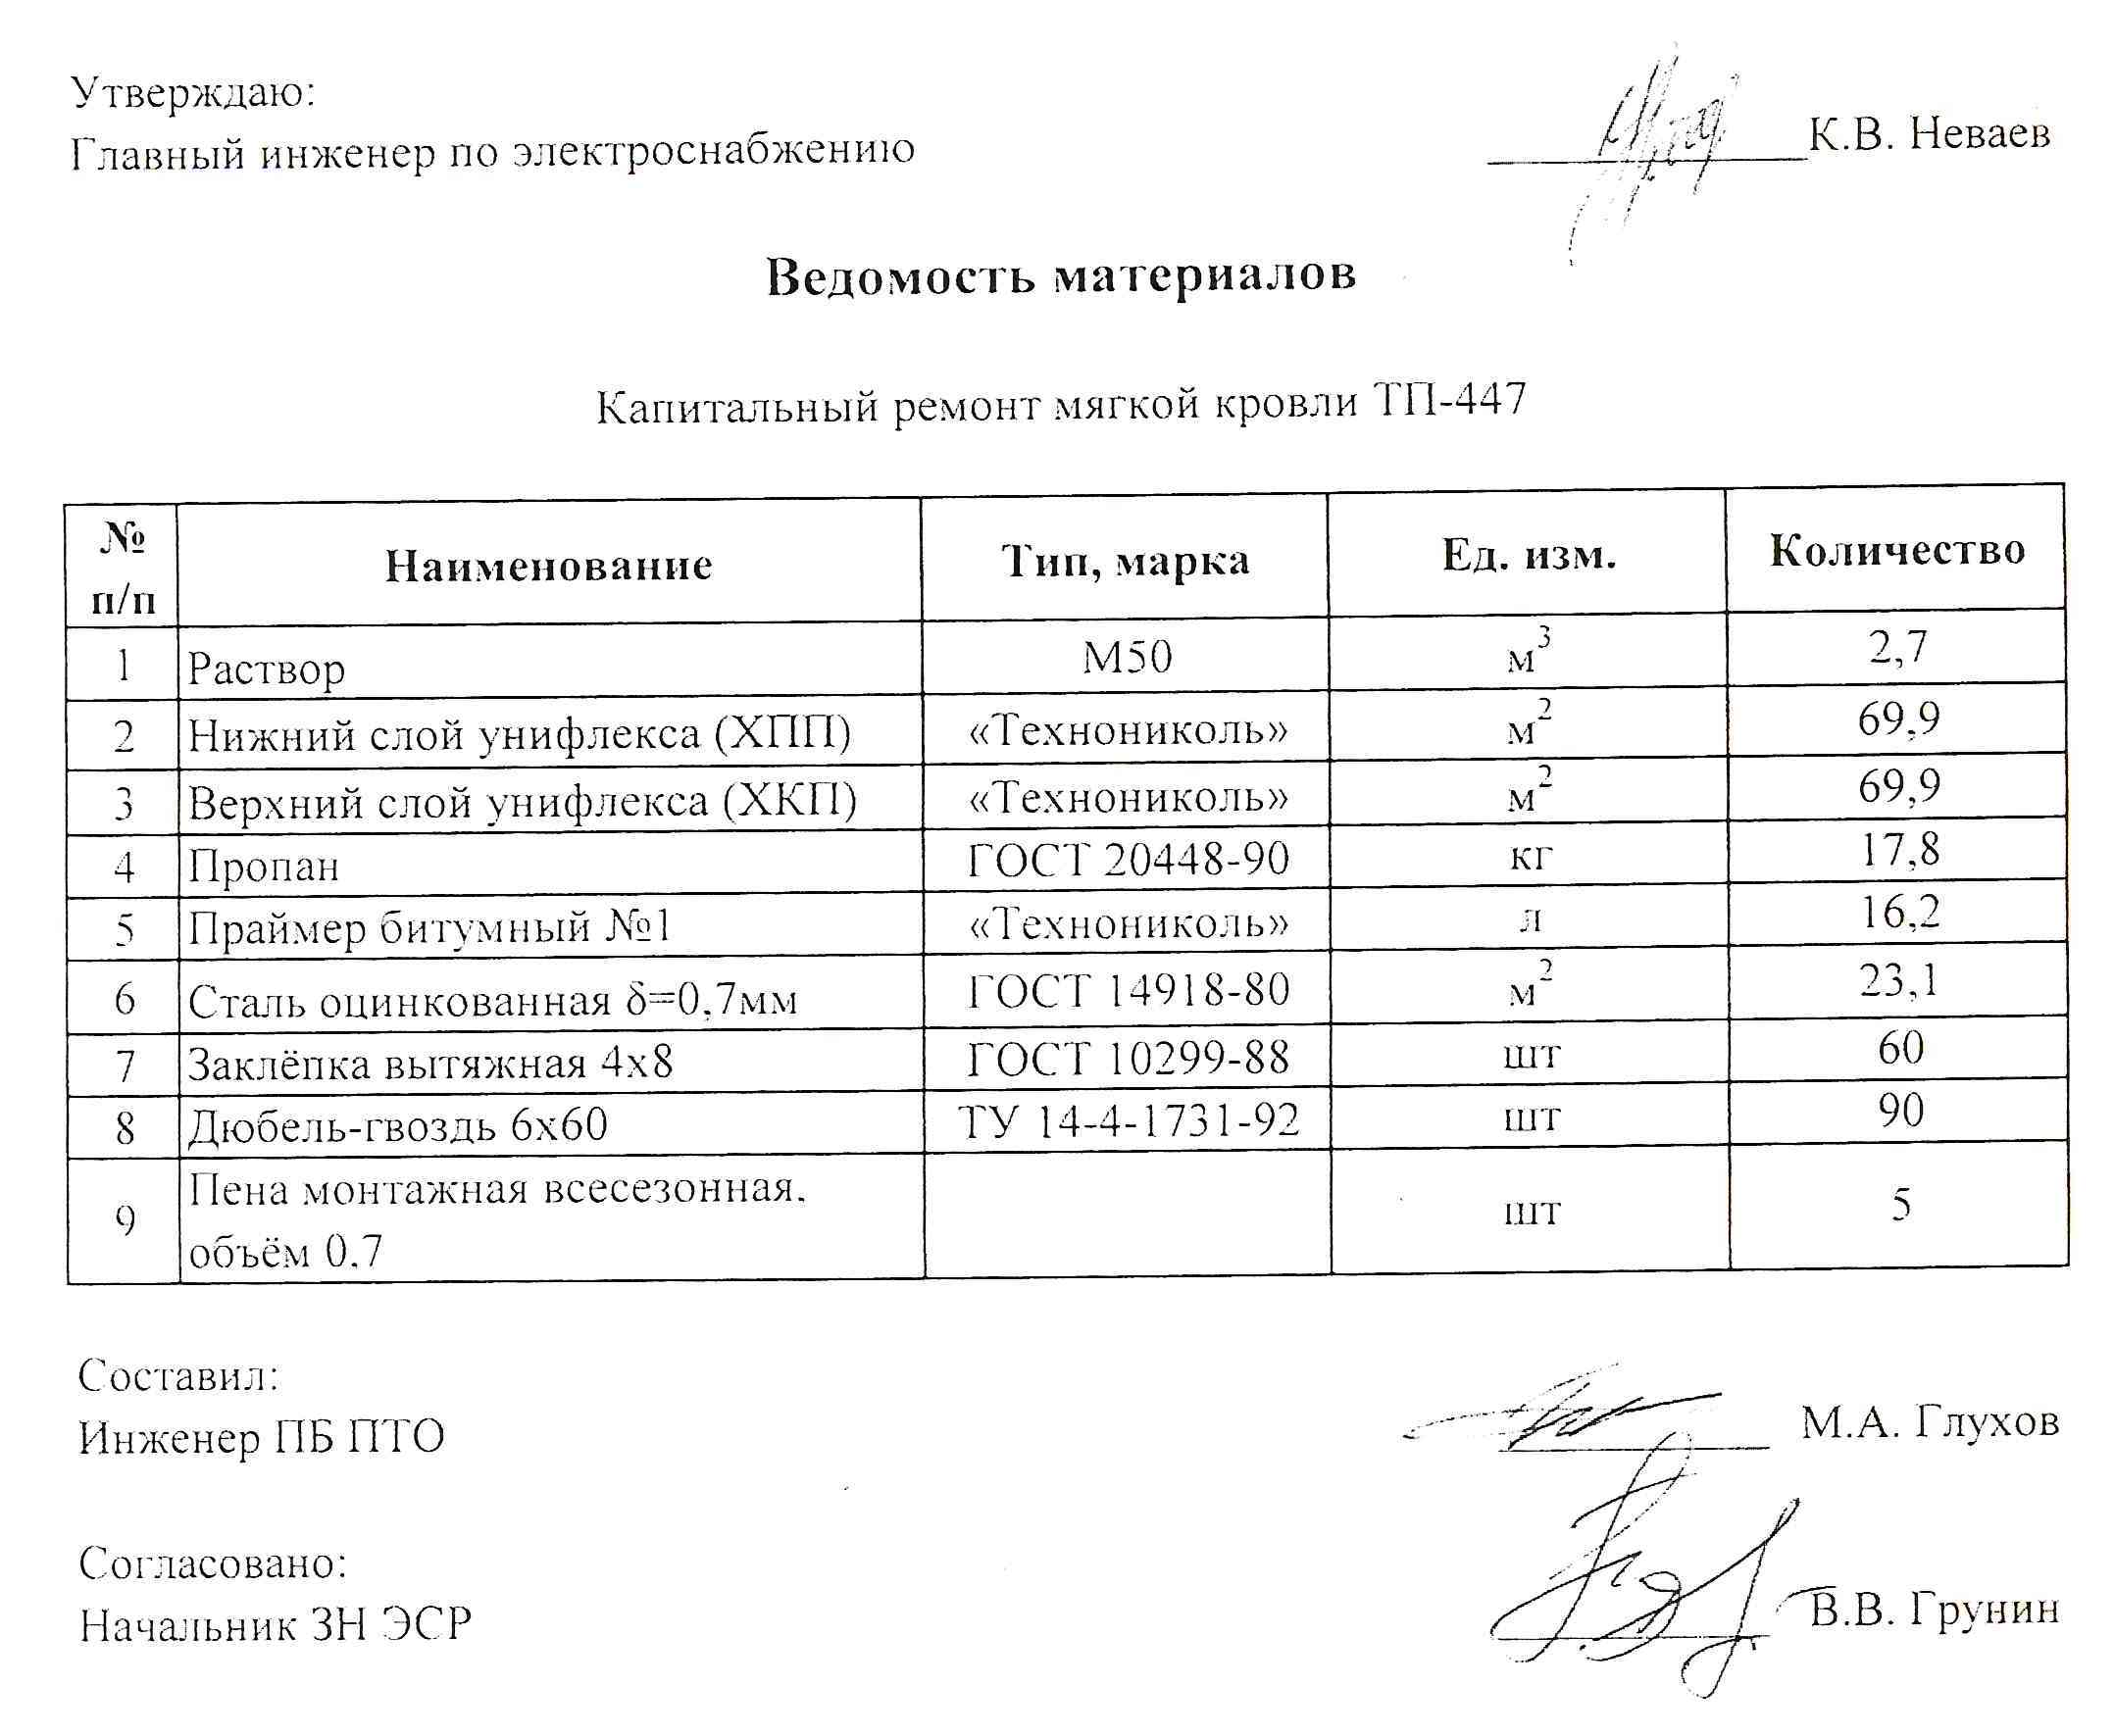 Утверждаю:
Главный инженер по электроснабжению
К.В. Неваев
Ведомость материалов
Капитальный ремонт мягкой кровли ТП-447
№ п/п Наименование Тип, марка Ед. изм. Количество
1 Раствор М50 м³ 2,7
2 Нижний слой унифлекса (ХПП) «Технониколь» м² 69,9
3 Верхний слой унифлекса (ХКП) «Технониколь» м² 69,9
4 Пропан ГОСТ 20448-90 кг 17,8
5 Праймер битумный №1 «Технониколь» л 16,2
6 Сталь оцинкованная δ=0,7мм ГОСТ 14918-80 м² 23,1
7 Заклёпка вытяжная 4х8 ГОСТ 10299-88 шт 60
8 Дюбель-гвоздь 6х60 ТУ 14-4-1731-92 шт 90
9 Пена монтажная всесезонная,
объём 0,7 шт 5
Составил:
Инженер ПБ ПТО М.А. Глухов
Согласовано:
Начальник ЗН ЭСР В.В. Грунин